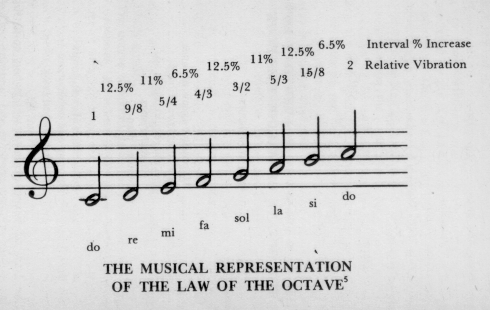 12.5% 11% 6.5% 12.5% 11% 12.5% 6.5% Interval % Increase
1 9/8 5/4 4/3 3/2 5/3 15/8 2 Relative Vibration
do re mi fa sol la si do
THE MUSICAL REPRESENTATION
OF THE LAW OF THE OCTAVE⁵